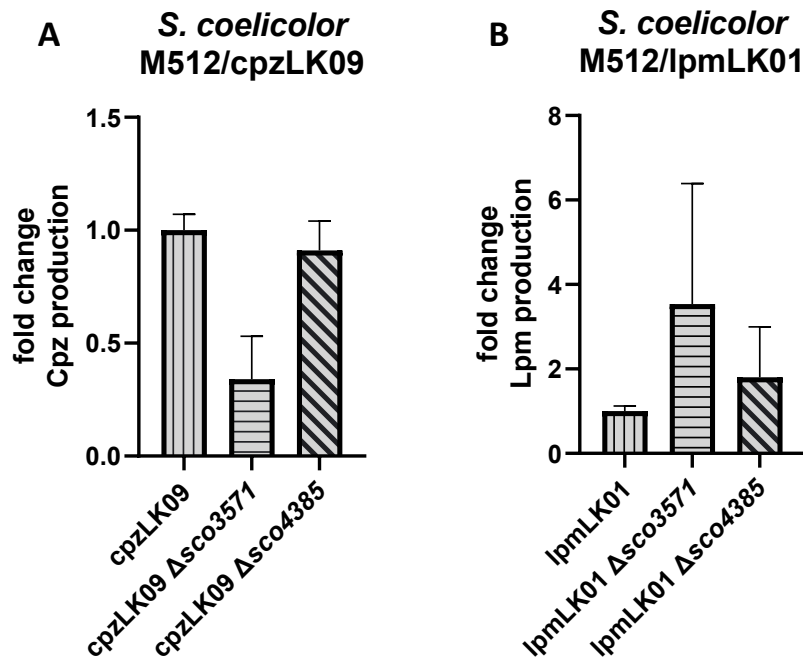 A
S. coelicolor
M512/cpzLK09
fold change
Cpz production
1.5
1.0
0.5
0.0
cpzLK09
cpzLK09 Δsco3571
cpzLK09 Δsco4385
B
S. coelicolor
M512/lpmLK01
fold change
Lpm production
8
6
4
2
0
lpmLK01
lpmLK01 Δsco3571
lpmLK01 Δsco4385